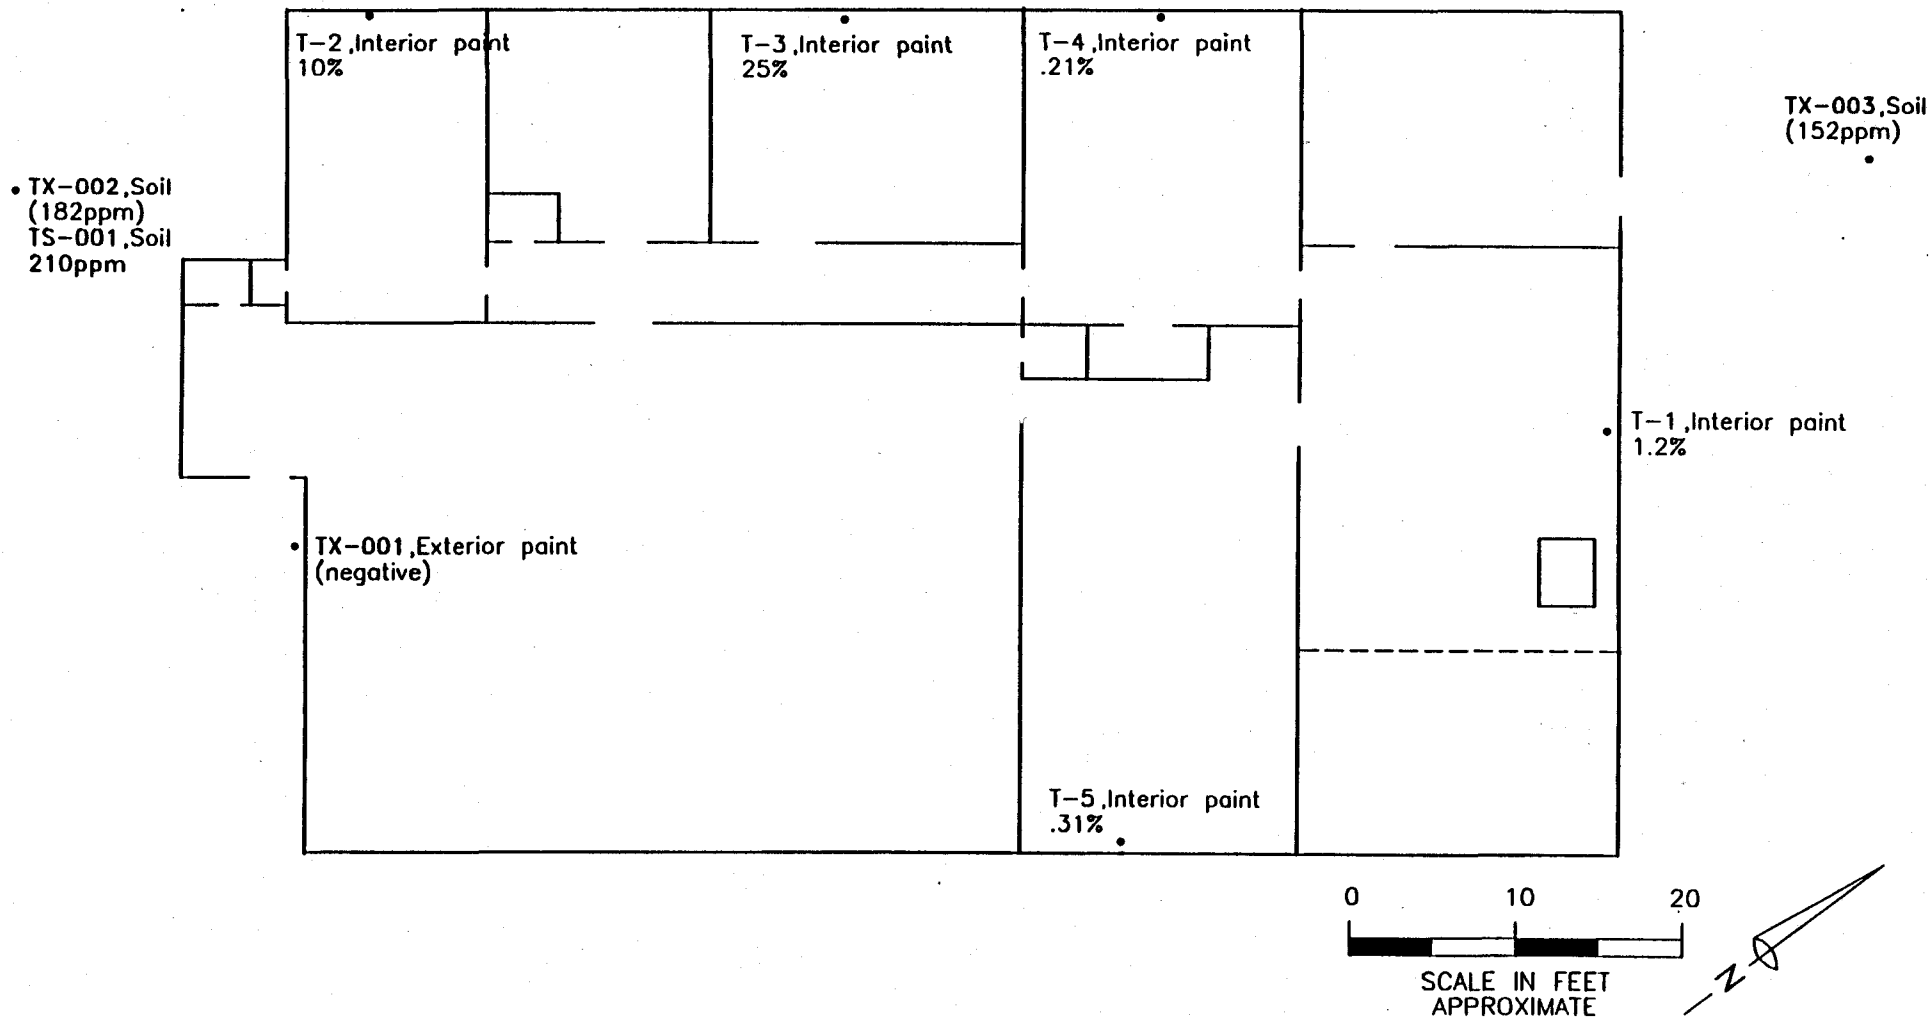 T-2,Interior paint
10%
T-3,Interior paint
25%
T-4,Interior paint
.21%
TX-003,Soil
(152ppm)
TX-002,Soil
(182ppm)
TS-001,Soil
210ppm
T-1,Interior paint
1.2%
TX-001,Exterior paint
(negative)
T-5,Interior paint
.31%
0 10 20
SCALE IN FEET
APPROXIMATE
N